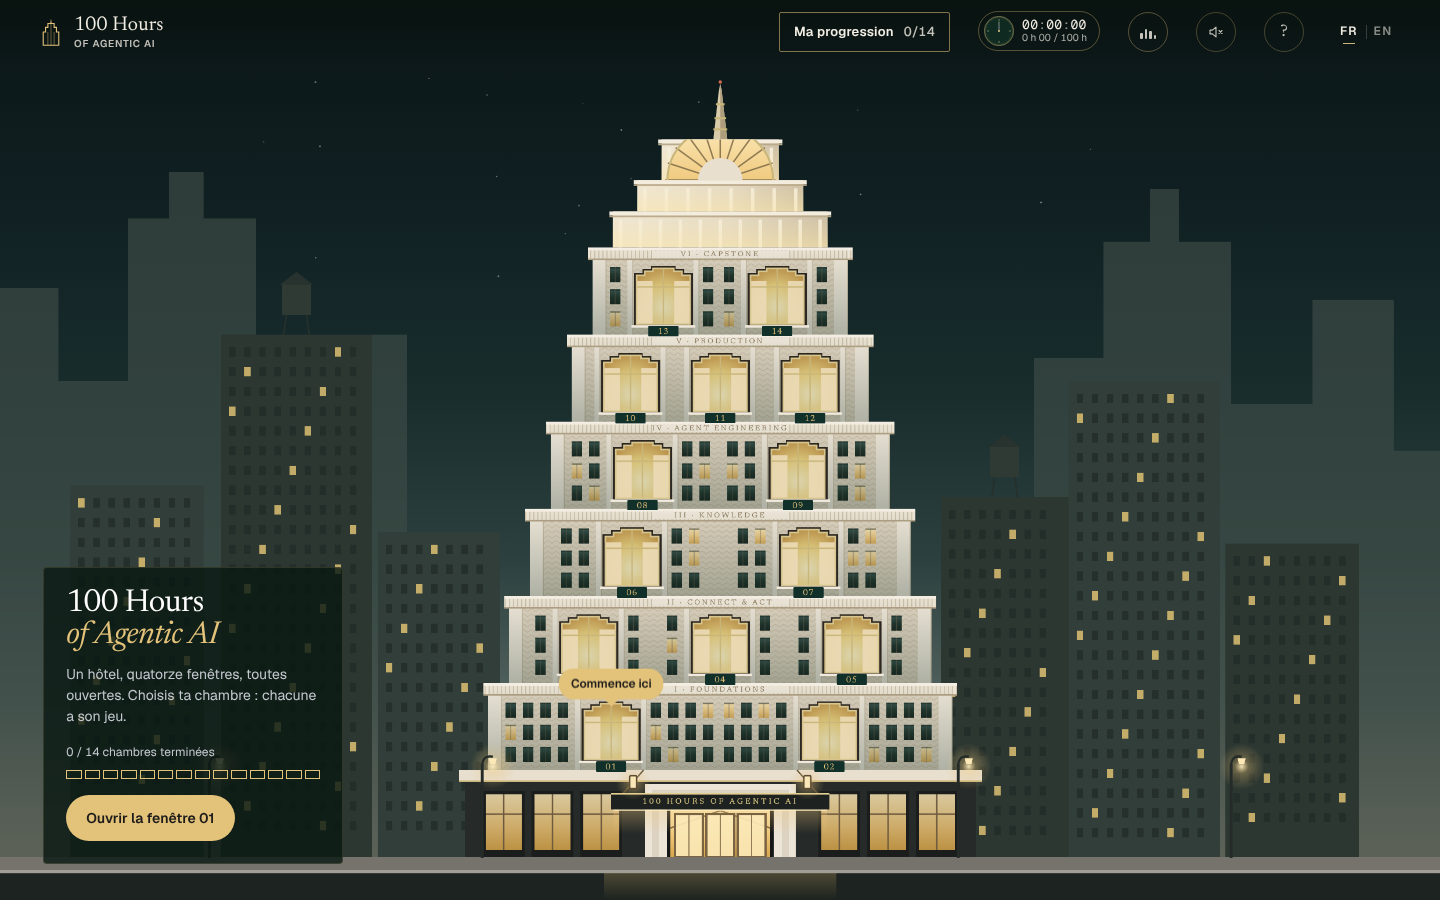 100 Hours
OF AGENTIC AI
Ma progression 0/14
00:00:00
0 h 00 / 100 h
?
FR | EN
VI · CAPSTONE
13 14
V · PRODUCTION
10 11 12
IV · AGENT ENGINEERING
08 09
III · KNOWLEDGE
06 07
II · CONNECT & ACT
04 05
Commence ici
I · FOUNDATIONS
01 02
100 HOURS OF AGENTIC AI
100 Hours
of Agentic AI
Un hôtel, quatorze fenêtres, toutes
ouvertes. Choisis ta chambre : chacune
a son jeu.
0 / 14 chambres terminées
Ouvrir la fenêtre 01